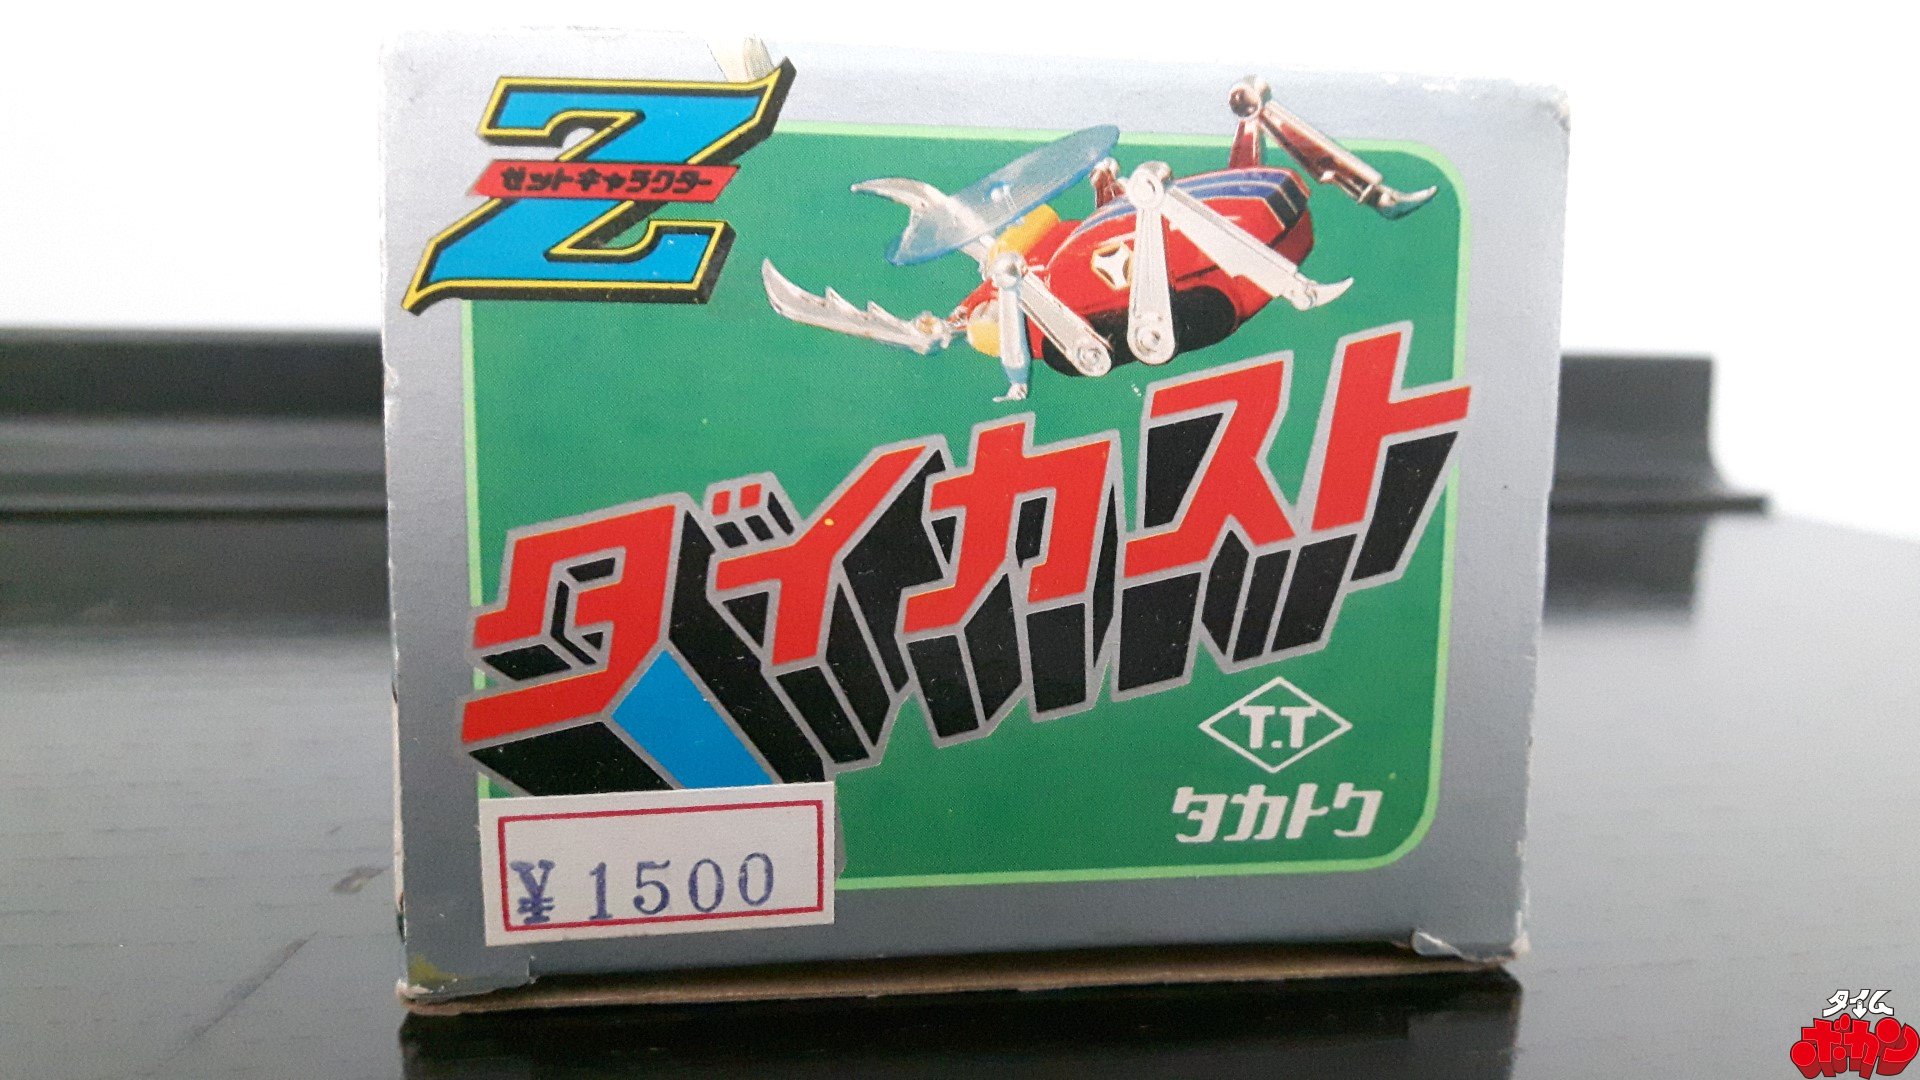 Z
ゼットキャラクター
ダイカスト
T.T
タカトク
¥1500
タイム
ボカン